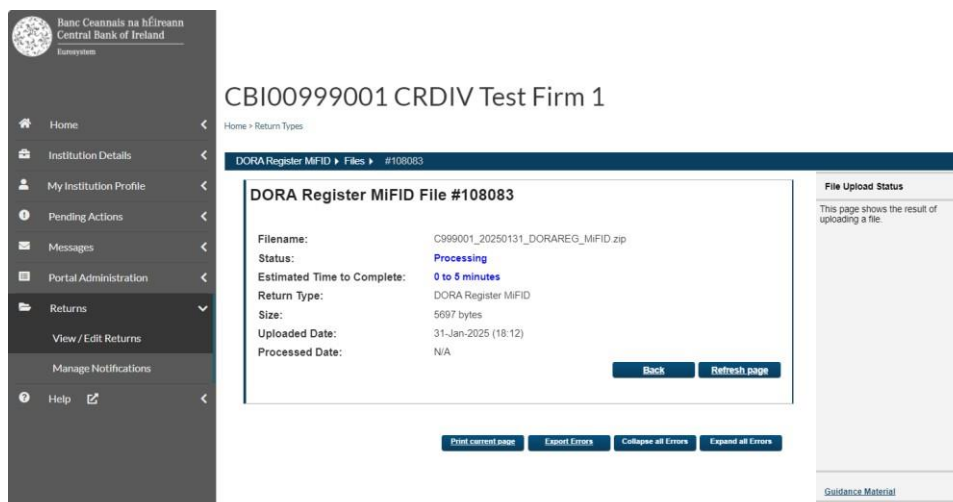 Banc Ceannais na hÉireann
Central Bank of Ireland
Eurosystem
Home
Institution Details
My Institution Profile
Pending Actions
Messages
Portal Administration
Returns
View / Edit Returns
Manage Notifications
Help
CBI00999001 CRDIV Test Firm 1
Home > Return Types
DORA Register MiFID Files #108083
DORA Register MiFID File #108083
Filename: C999001_20250131_DORAREG_MiFID.zip
Status: Processing
Estimated Time to Complete: 0 to 5 minutes
Return Type: DORA Register MiFID
Size: 5697 bytes
Uploaded Date: 31-Jan-2025 (18:12)
Processed Date: N/A
Back Refresh page
Print current page Export Errors Collapse all Errors Expand all Errors
File Upload Status
This page shows the result of
uploading a file.
Guidance Material